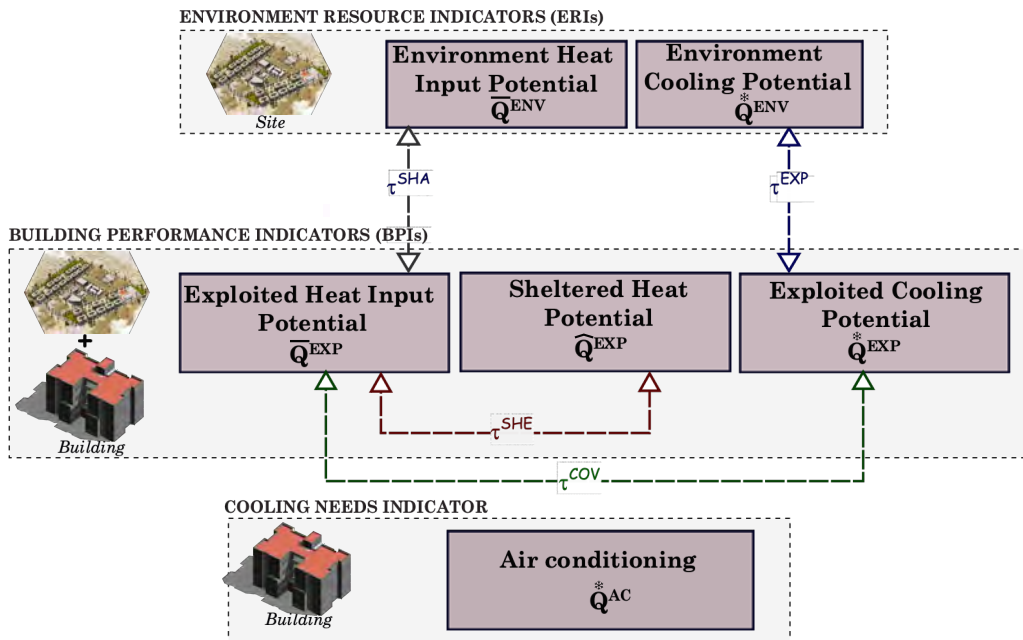 ENVIRONMENT RESOURCE INDICATORS (ERIs)
Environment Heat
Input Potential
Q̅ᴱᴺⱽ
Environment
Cooling Potential
Q̊ᴱᴺⱽ
Site
τˢᴴᴬ
τᴱˣᴾ
BUILDING PERFORMANCE INDICATORS (BPIs)
Exploited Heat Input
Potential
Q̅ᴱˣᴾ
Sheltered Heat
Potential
Q̂ᴱˣᴾ
Exploited Cooling
Potential
Q*ᴱˣᴾ
+
Building
τˢᴴᴱ
τᶜᴼⱽ
COOLING NEEDS INDICATOR
Air conditioning
Q*ᴬᶜ
Building